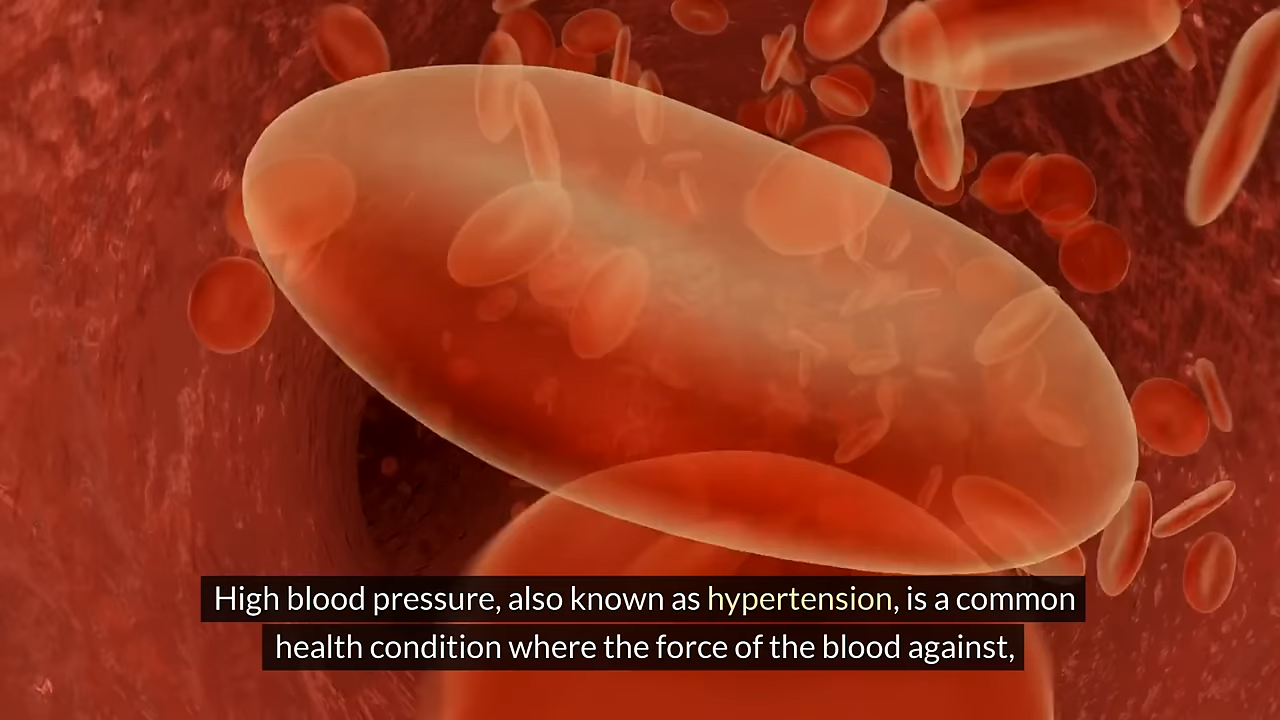 High blood pressure, also known as hypertension, is a common
health condition where the force of the blood against,